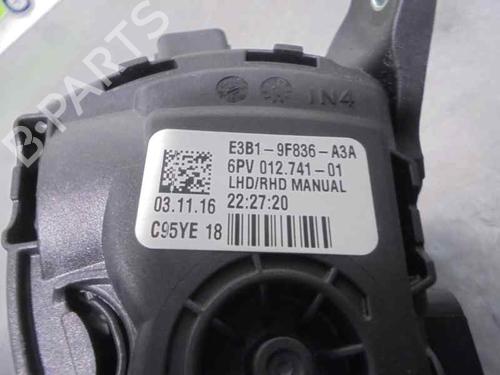 B-PARTS
1N4
E3B1-9F836-A3A
6PV 012.741-01
LHD/RHD MANUAL
03.11.16 22:27:20
C95YE 18